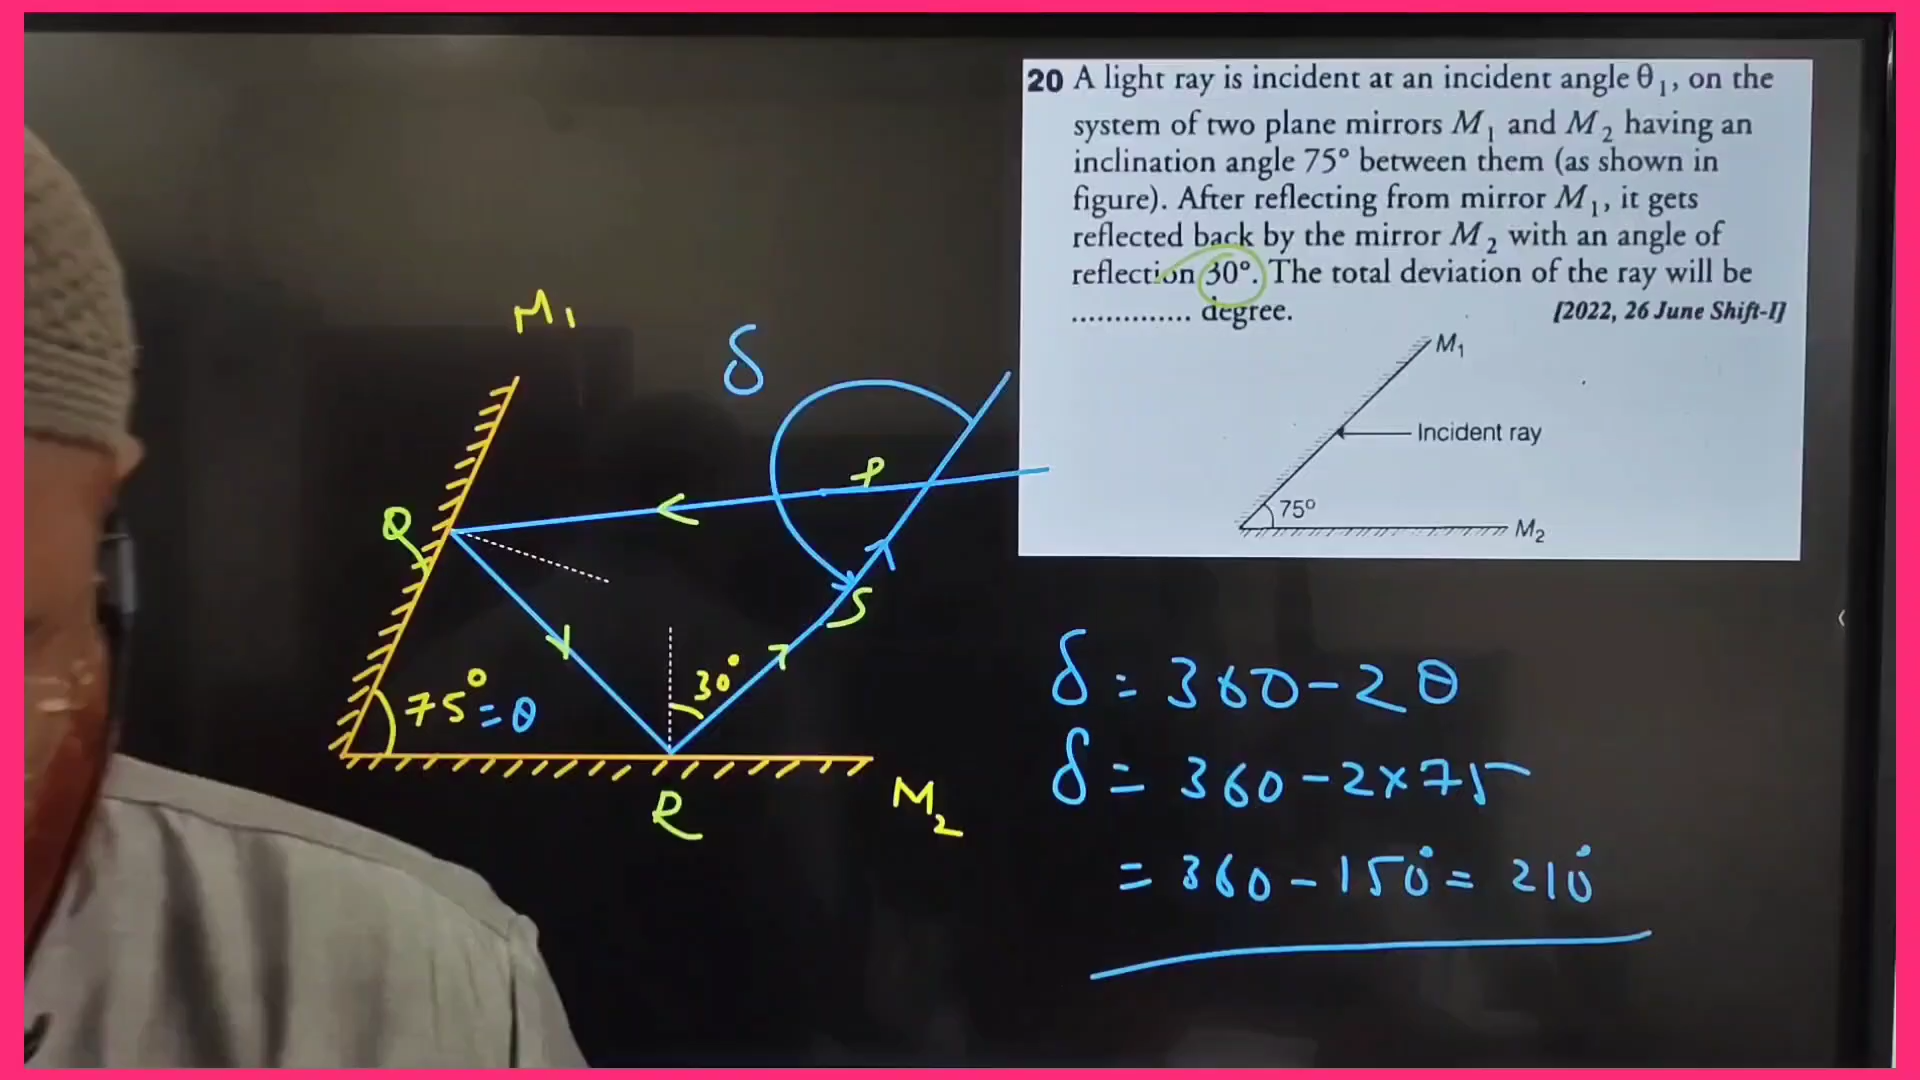 20 A light ray is incident at an incident angle θ₁, on the
system of two plane mirrors M₁ and M₂ having an
inclination angle 75° between them (as shown in
figure). After reflecting from mirror M₁, it gets
reflected back by the mirror M₂ with an angle of
reflection 30°. The total deviation of the ray will be
.............. degree. [2022, 26 June Shift-I]
M₁
Incident ray
75°
M₂
M₁
δ
P
Q
S
30°
75° = θ
R
M₂
δ = 360 - 2θ
δ = 360 - 2×75
= 360 - 150° = 210°